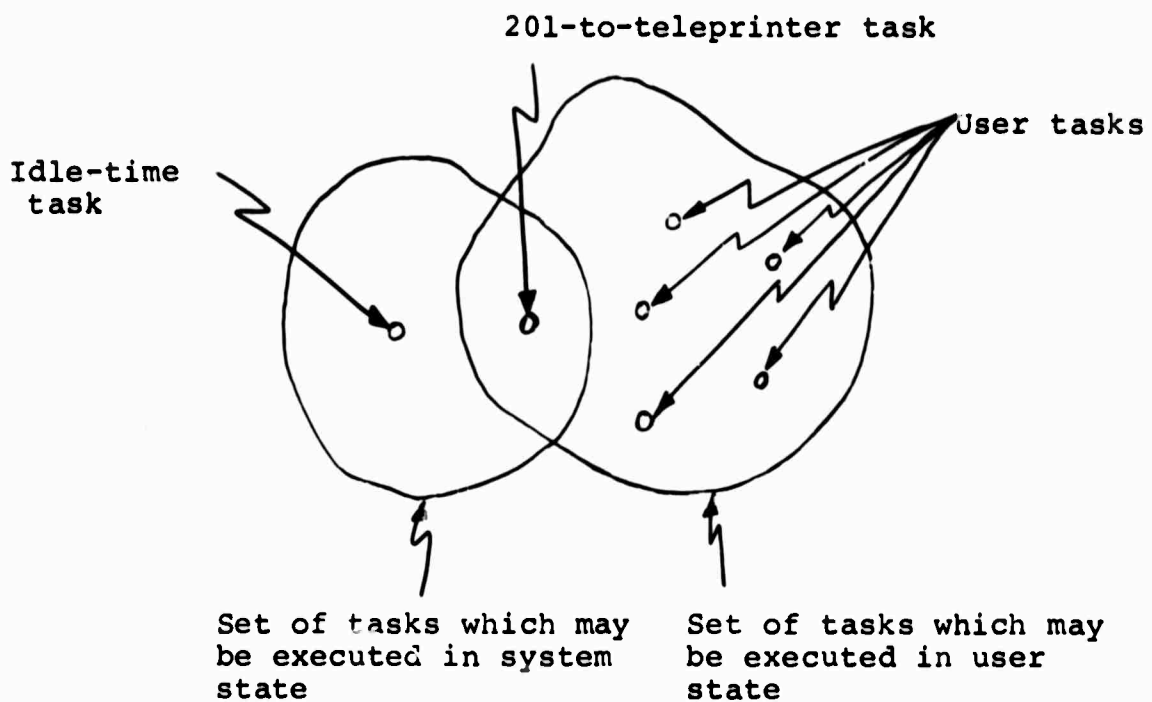 201-to-teleprinter task
User tasks
Idle-time
task
Set of tasks which may
be executed in system
state
Set of tasks which may
be executed in user
state